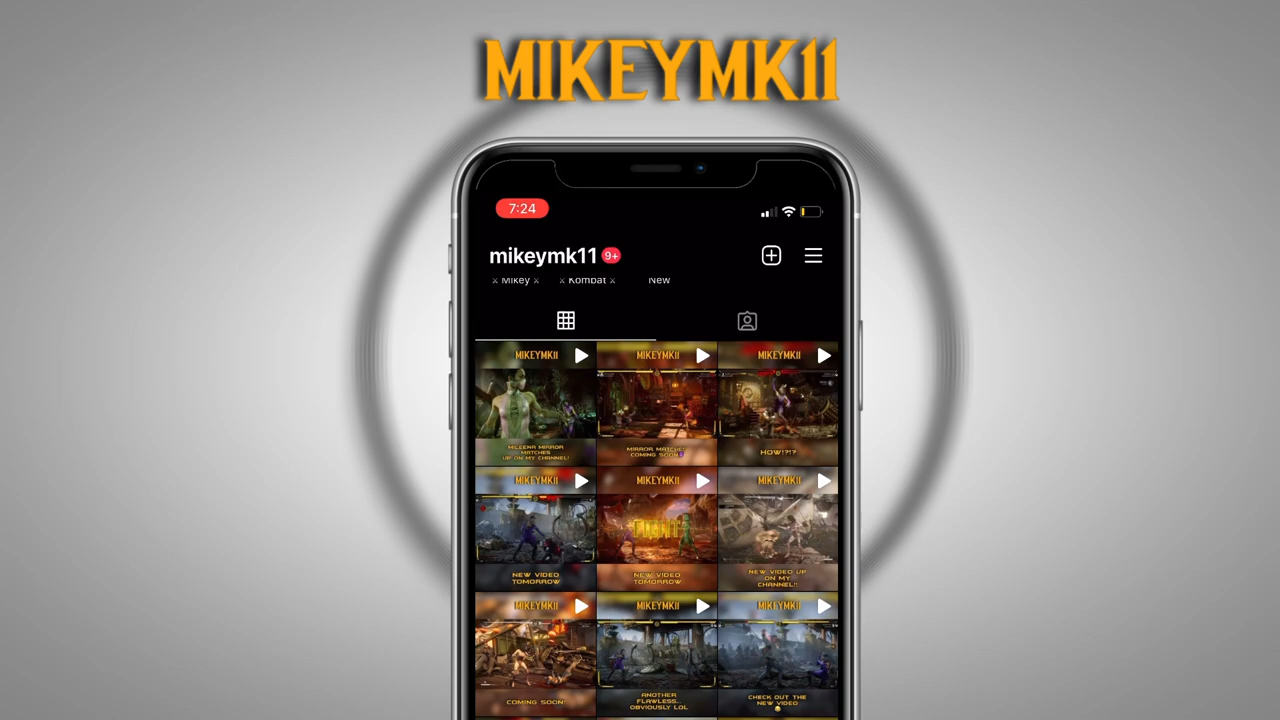 MIKEYMK11
7:24
mikeymk11 9+
⚔ Mikey ⚔ ⚔ Kombat ⚔ New
MIKEYMK11 MIKEYMK11 MIKEYMK11
MILEENA MIRROR
MATCHES
UP ON MY CHANNEL!
MIRROR MATCHES
COMING SOON!
HOW!?!?
MIKEYMK11 MIKEYMK11 MIKEYMK11
FIGHT
NEW VIDEO
TOMORROW
NEW VIDEO
TOMORROW
NEW VIDEO UP
ON MY
CHANNEL!!
MIKEYMK11 MIKEYMK11 MIKEYMK11
COMING SOON!
ANOTHER
FLAWLESS...
OBVIOUSLY LOL
CHECK OUT THE
NEW VIDEO